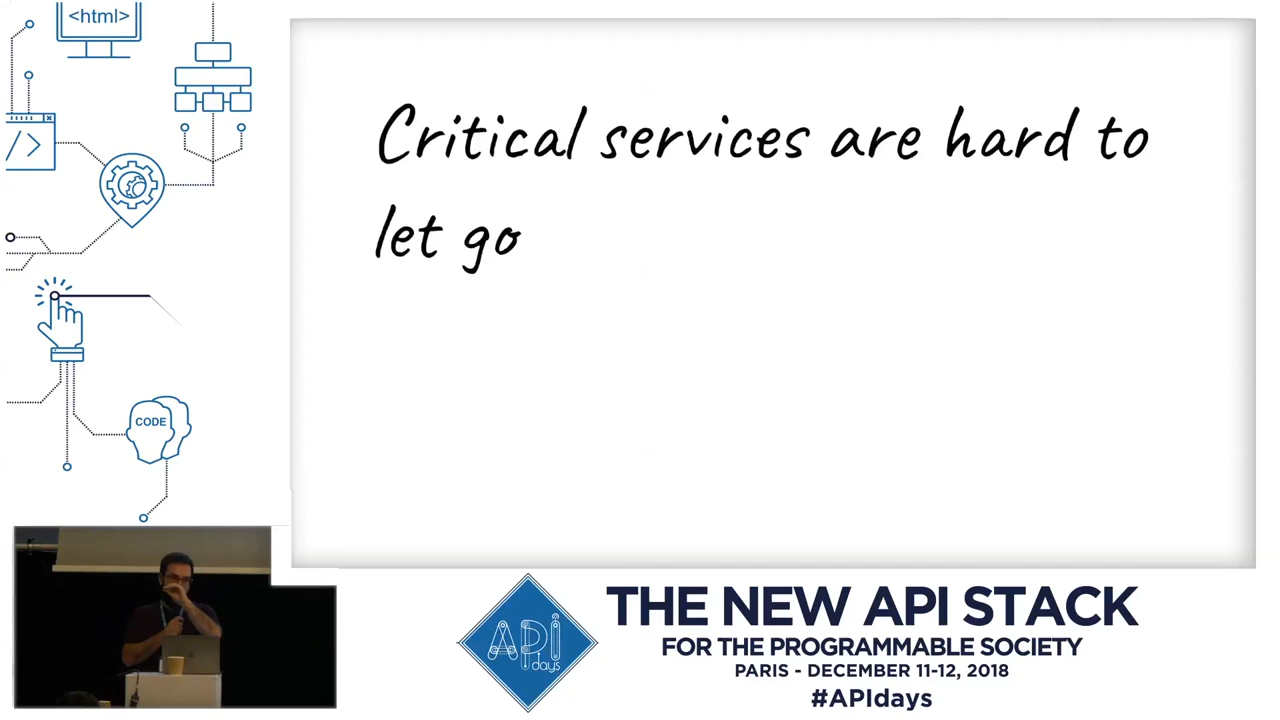 <html>
</>
CODE
Critical services are hard to
let go
API
days
THE NEW API STACK
FOR THE PROGRAMMABLE SOCIETY
PARIS - DECEMBER 11-12, 2018
#APIdays